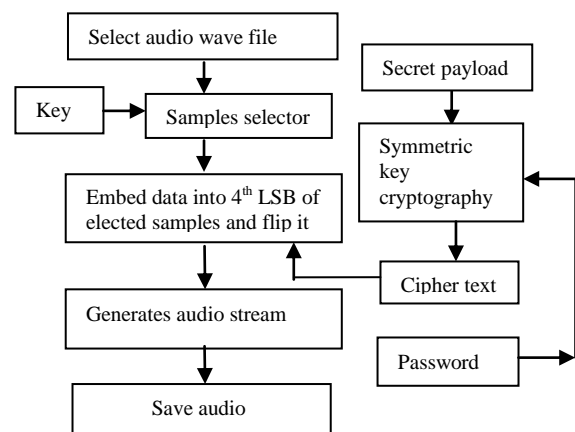 Select audio wave file
Secret payload
Key
Samples selector
Symmetric
key
cryptography
Embed data into 4th LSB of
elected samples and flip it
Cipher text
Generates audio stream
Password
Save audio